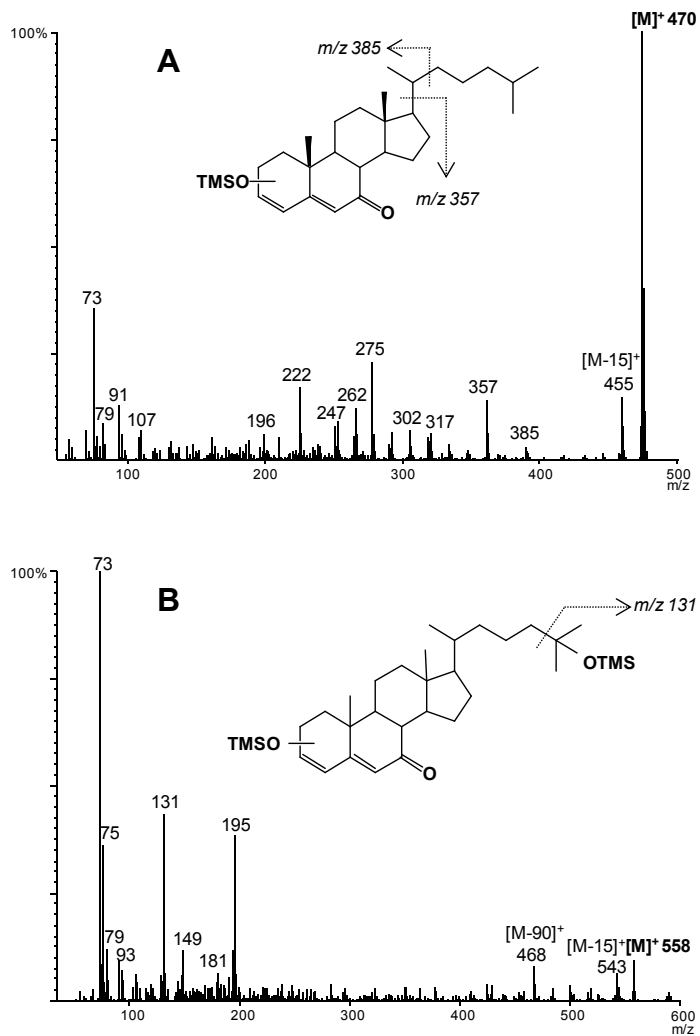 [M]⁺ 470
100%
A
m/z 385
TMSO
O
m/z 357
73
[M-15]⁺
275
455
222
357
91
262
79
107
196
247
302
317
385
100
200
300
400
500
m/z
100%
73
B
m/z 131
OTMS
TMSO
O
131
75
195
[M-90]⁺
[M-15]⁺[M]⁺ 558
79
149
468
543
93
181
100
200
300
400
500
600
m/z